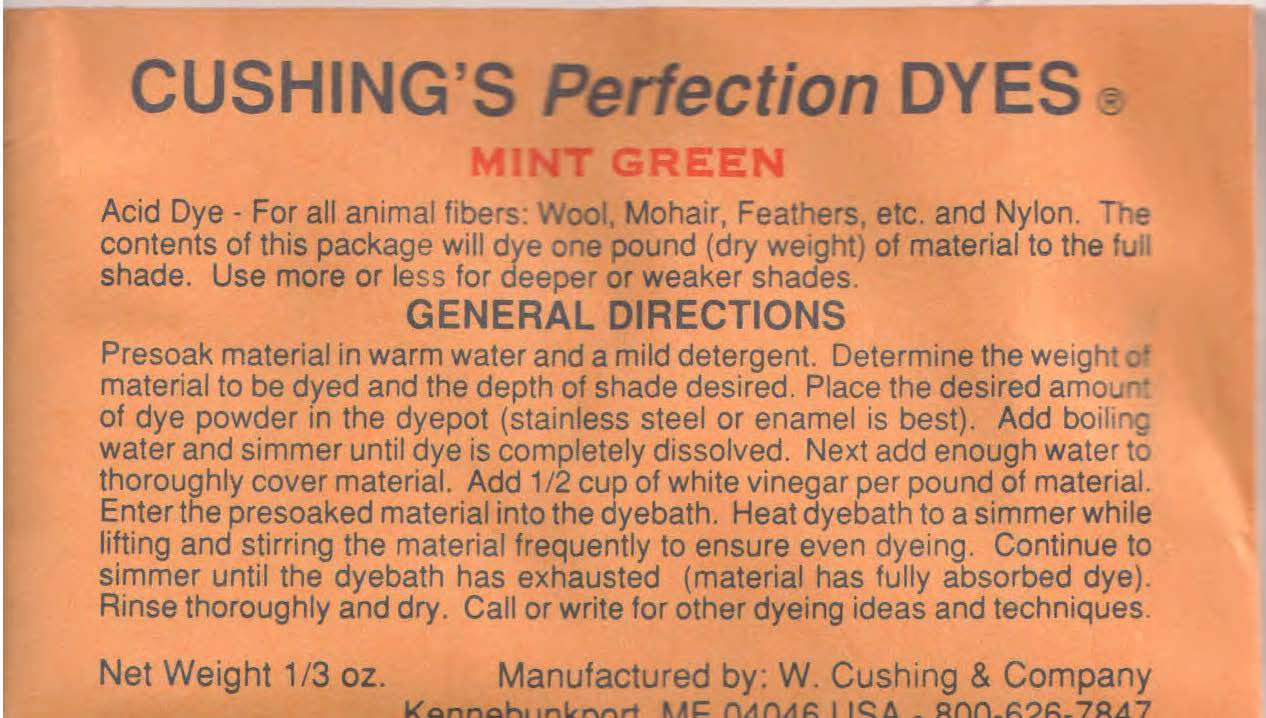 CUSHING'S Perfection DYES ®
MINT GREEN
Acid Dye - For all animal fibers: Wool, Mohair, Feathers, etc. and Nylon. The
contents of this package will dye one pound (dry weight) of material to the full
shade. Use more or less for deeper or weaker shades.
GENERAL DIRECTIONS
Presoak material in warm water and a mild detergent. Determine the weight of
material to be dyed and the depth of shade desired. Place the desired amount
of dye powder in the dyepot (stainless steel or enamel is best). Add boiling
water and simmer until dye is completely dissolved. Next add enough water to
thoroughly cover material. Add 1/2 cup of white vinegar per pound of material.
Enter the presoaked material into the dyebath. Heat dyebath to a simmer while
lifting and stirring the material frequently to ensure even dyeing. Continue to
simmer until the dyebath has exhausted (material has fully absorbed dye).
Rinse thoroughly and dry. Call or write for other dyeing ideas and techniques.
Net Weight 1/3 oz. Manufactured by: W. Cushing & Company
Kennebunkport, ME 04046 USA - 800-626-7847